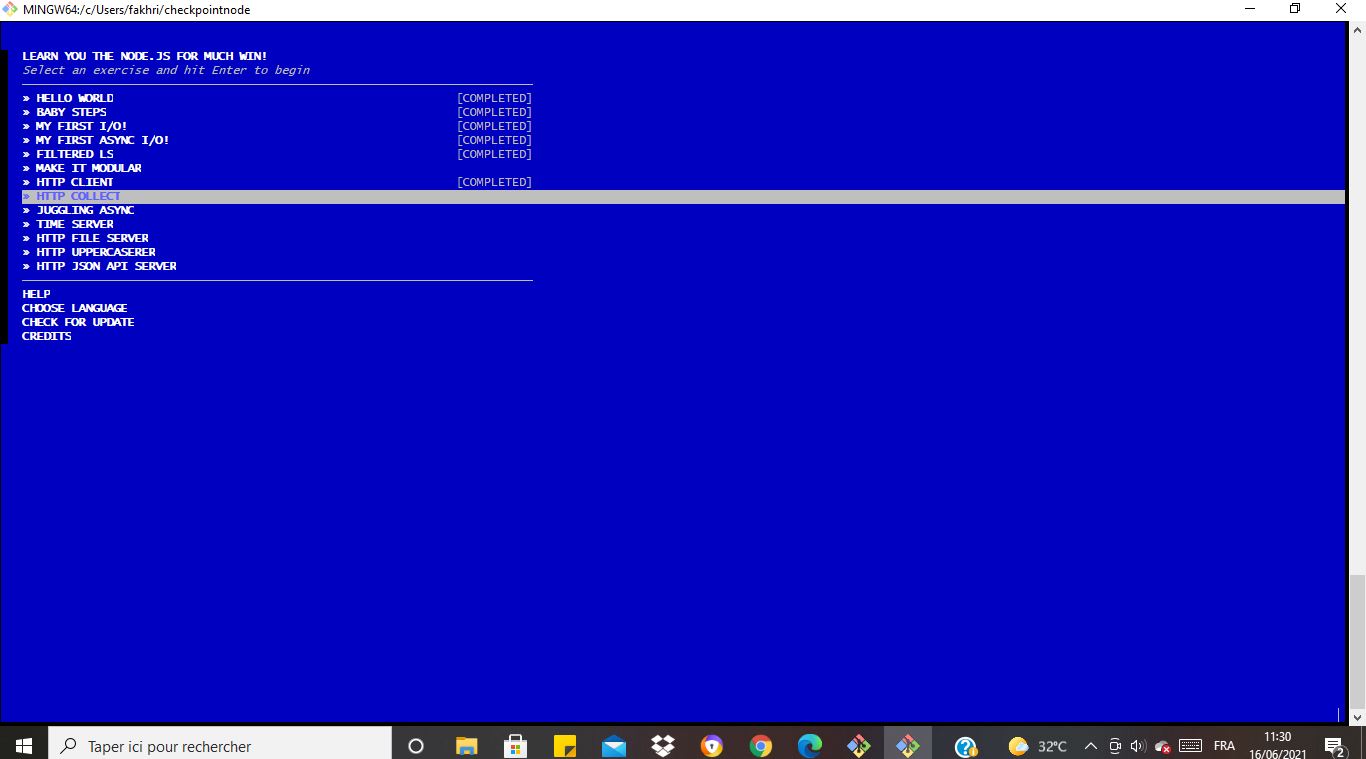 MINGW64:/c/Users/fakhri/checkpointnode
LEARN YOU THE NODE.JS FOR MUCH WIN!
Select an exercise and hit Enter to begin
» HELLO WORLD [COMPLETED]
» BABY STEPS [COMPLETED]
» MY FIRST I/O! [COMPLETED]
» MY FIRST ASYNC I/O! [COMPLETED]
» FILTERED LS [COMPLETED]
» MAKE IT MODULAR
» HTTP CLIENT [COMPLETED]
» HTTP COLLECT
» JUGGLING ASYNC
» TIME SERVER
» HTTP FILE SERVER
» HTTP UPPERCASERER
» HTTP JSON API SERVER
HELP
CHOOSE LANGUAGE
CHECK FOR UPDATE
CREDITS
Taper ici pour rechercher
32°C
FRA
11:30
16/06/2021
2